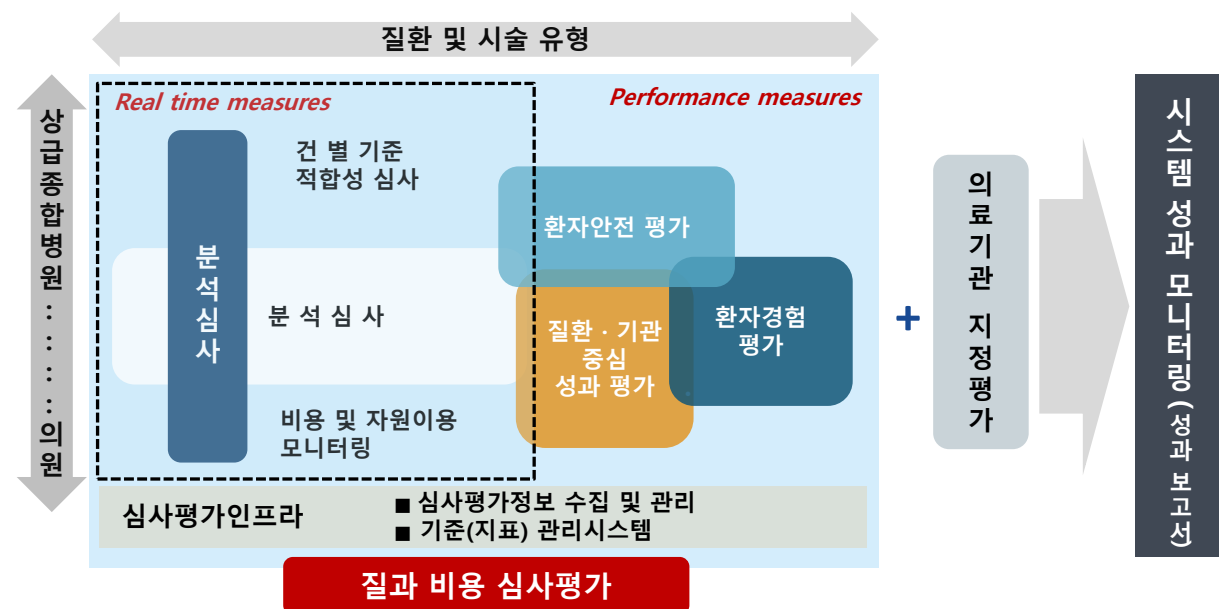 질환 및 시술 유형
상급종합병원 : : : : : 의원
Real time measures
Performance measures
건 별 기준
적합성 심사
분석심사
분 석 심 사
비용 및 자원이용
모니터링
환자안전 평가
질환 · 기관
중심
성과 평가
환자경험
평가
+
의료기관 지정평가
시스템 성과 모니터링(성과 보고서)
심사평가인프라
■ 심사평가정보 수집 및 관리
■ 기준(지표) 관리시스템
질과 비용 심사평가